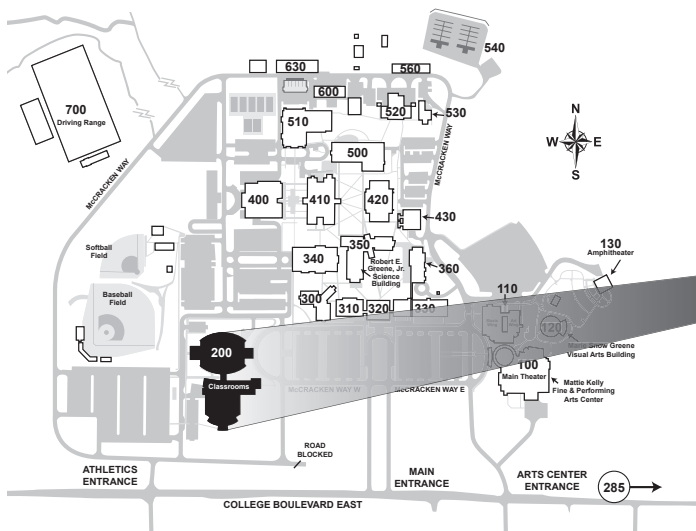 540
630
560
600
700
Driving Range
530
520
510
N
W
E
S
500
McCRACKEN WAY
McCRACKEN WAY
400
410
420
430
130
Amphitheater
Softball
Field
350
340
Robert E.
Greene, Jr.
Science
Building
360
Baseball
Field
300
310
320
330
110
120
Marie Snow Greene
Visual Arts Building
200
100
Main Theater
Classrooms
McCRACKEN WAY W
McCRACKEN WAY E
Mattie Kelly
Fine & Performing
Arts Center
ROAD
BLOCKED
ATHLETICS
ENTRANCE
MAIN
ENTRANCE
ARTS CENTER
ENTRANCE
285
COLLEGE BOULEVARD EAST